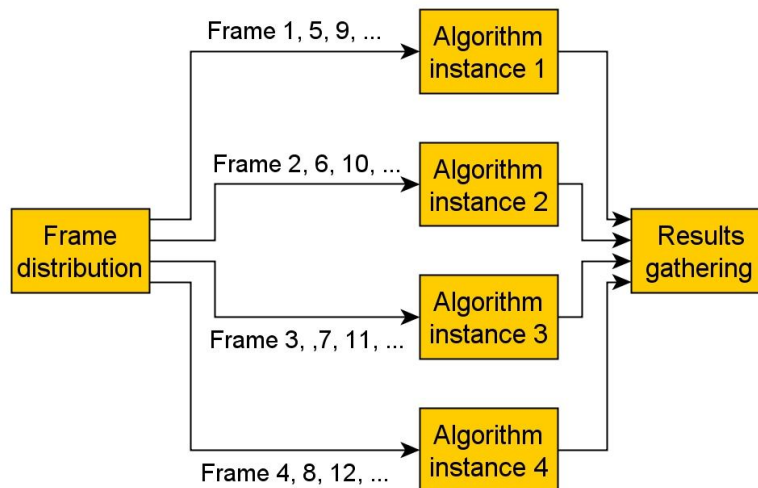 Frame 1, 5, 9, ...
Algorithm
instance 1
Frame 2, 6, 10, ...
Algorithm
instance 2
Frame
distribution
Results
gathering
Algorithm
instance 3
Frame 3, ,7, 11, ...
Algorithm
instance 4
Frame 4, 8, 12, ...